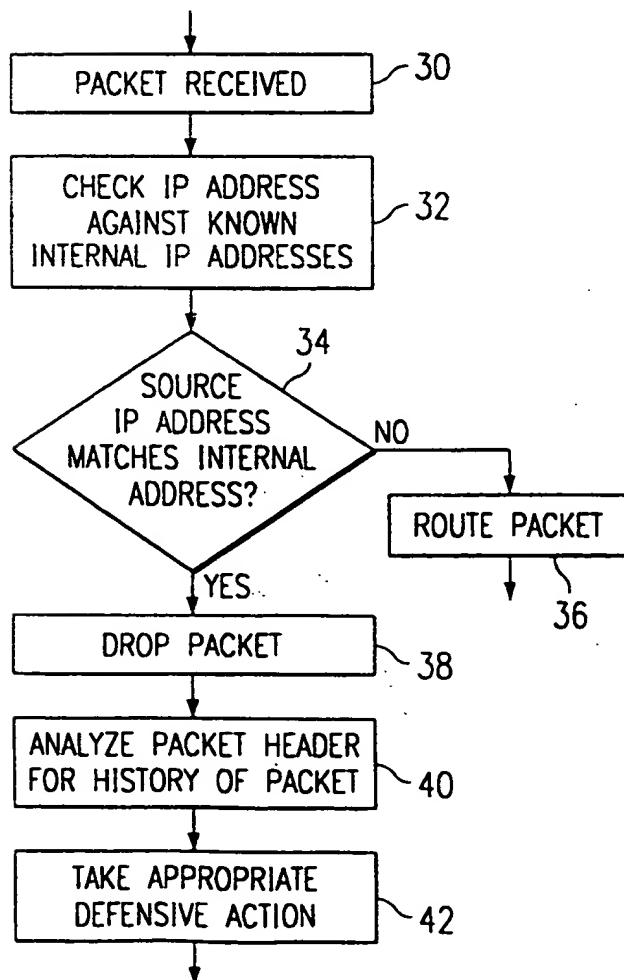 PACKET RECEIVED
30
CHECK IP ADDRESS
AGAINST KNOWN
INTERNAL IP ADDRESSES
32
34
SOURCE
IP ADDRESS
MATCHES INTERNAL
ADDRESS?
NO
ROUTE PACKET
36
YES
DROP PACKET
38
ANALYZE PACKET HEADER
FOR HISTORY OF PACKET
40
TAKE APPROPRIATE
DEFENSIVE ACTION
42